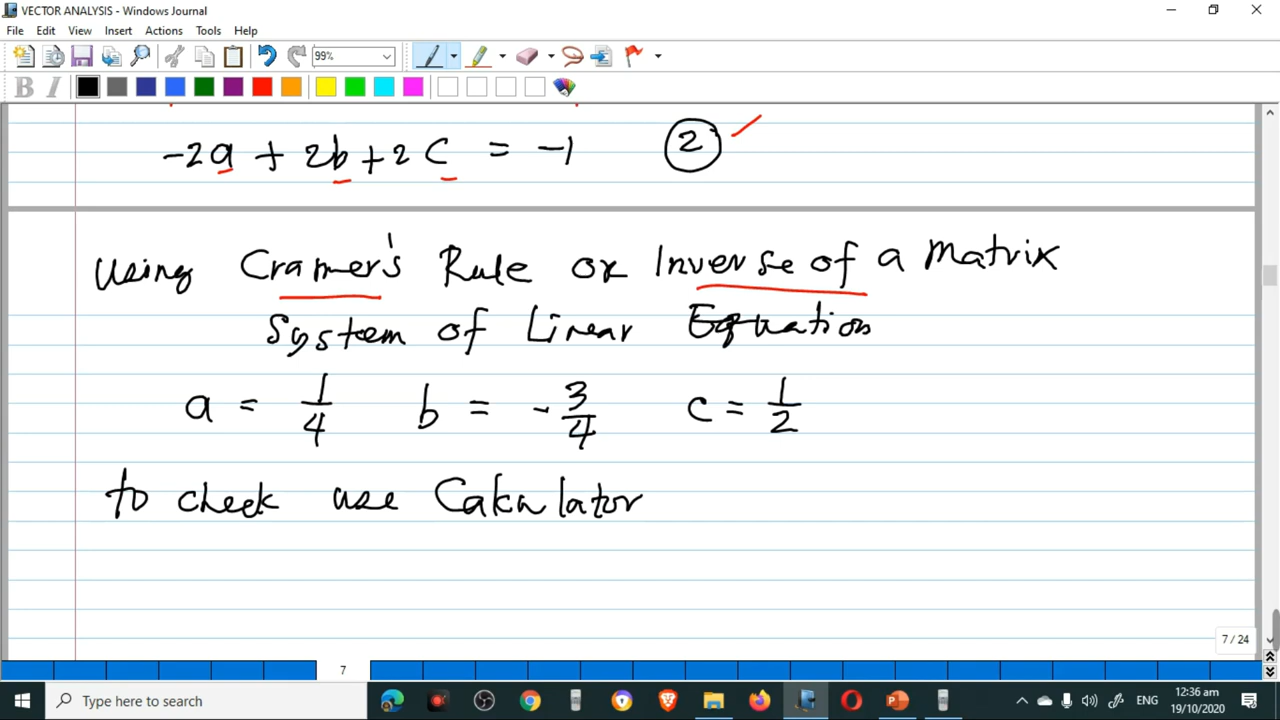 VECTOR ANALYSIS - Windows Journal
File Edit View Insert Actions Tools Help
99%
B I
-2a + 2b + 2c = -1 ②
Using Cramer's Rule or Inverse of a Matrix
System of Linear Equation
a = 1/4 b = -3/4 c = 1/2
to check use Calculator
7 / 24
7
Type here to search
ENG
12:36 am
19/10/2020